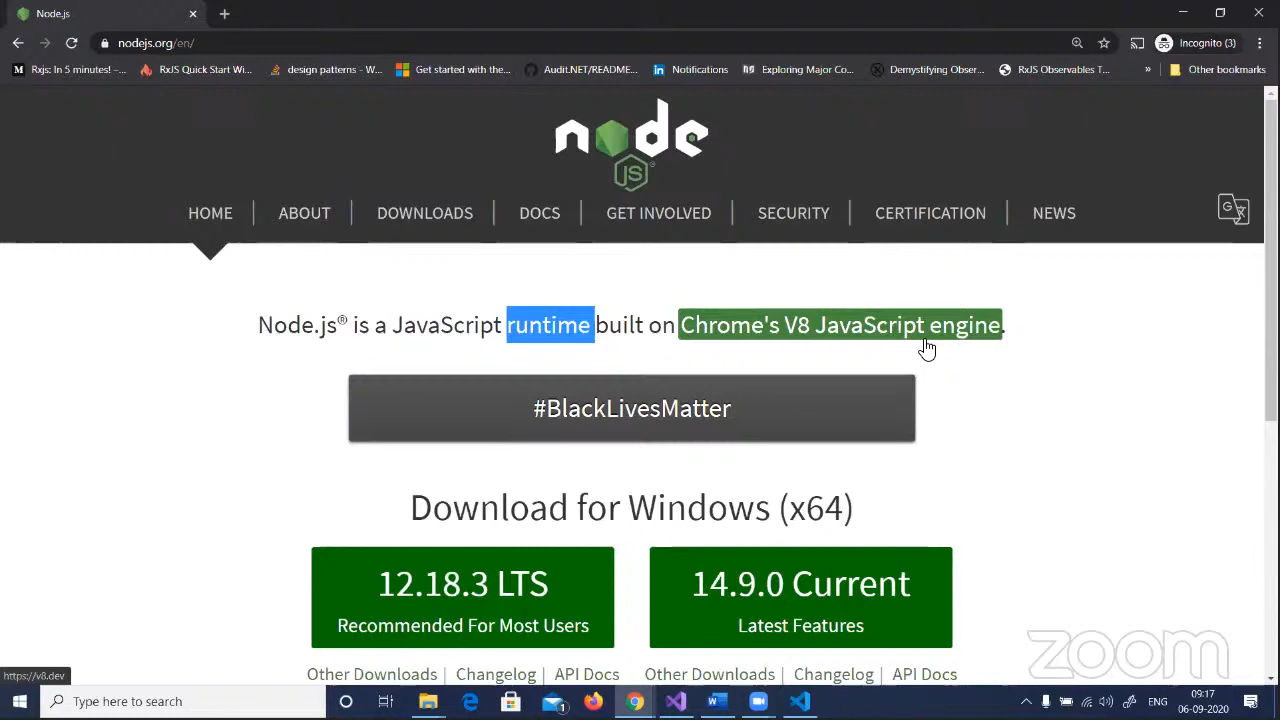 Node.js
nodejs.org/en/
Incognito (3)
Rxjs: In 5 minutes! –...
RxJS Quick Start Wi...
design patterns - W...
Get started with the...
Audit.NET/README...
Notifications
Exploring Major Co...
Demystifying Obser...
RxJS Observables T...
»
Other bookmarks
node
JS
HOME
ABOUT
DOWNLOADS
DOCS
GET INVOLVED
SECURITY
CERTIFICATION
NEWS
Node.js® is a JavaScript runtime built on Chrome's V8 JavaScript engine.
#BlackLivesMatter
Download for Windows (x64)
12.18.3 LTS
Recommended For Most Users
14.9.0 Current
Latest Features
Other Downloads | Changelog | API Docs
Other Downloads | Changelog | API Docs
zoom
https://v8.dev
Type here to search
ENG
09:17
06-09-2020